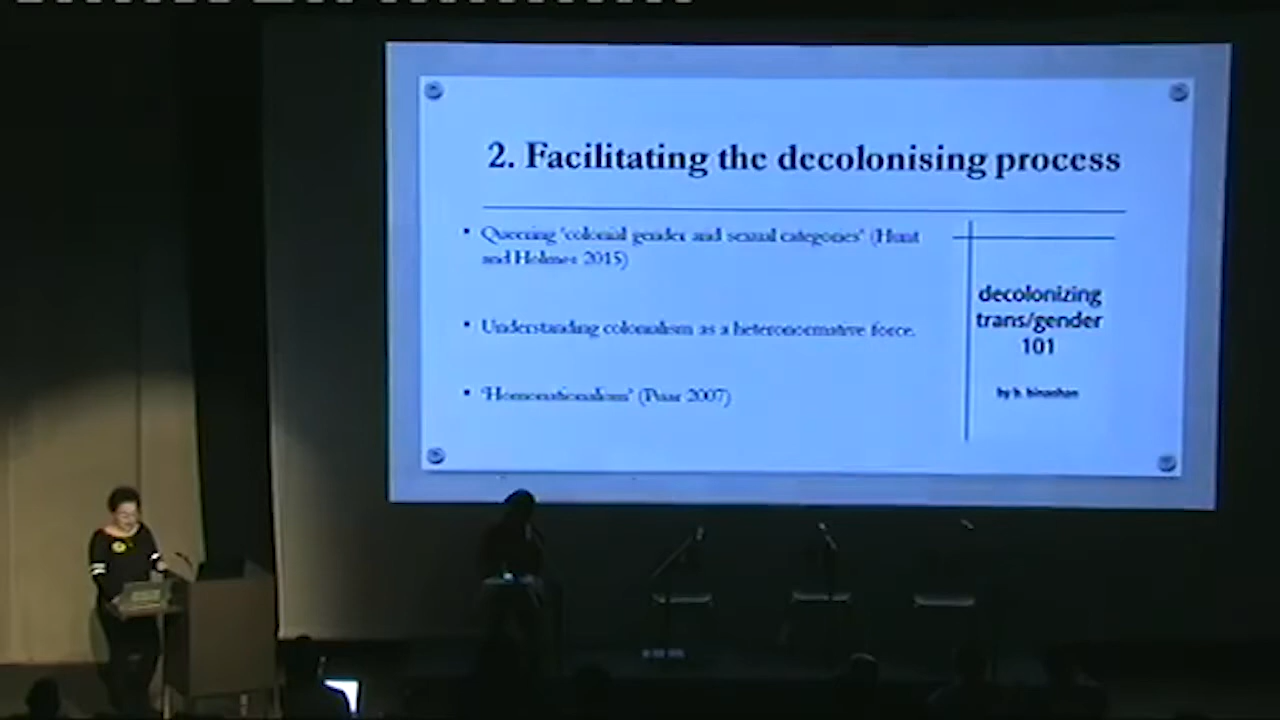 2. Facilitating the decolonising process
• Queering 'colonial gender and sexual categories' (Hunt
and Holmes 2015)
• Understanding colonialism as a heteronormative force.
• 'Homonationalism' (Puar 2007)
decolonizing
trans/gender
101
by b. binaohan